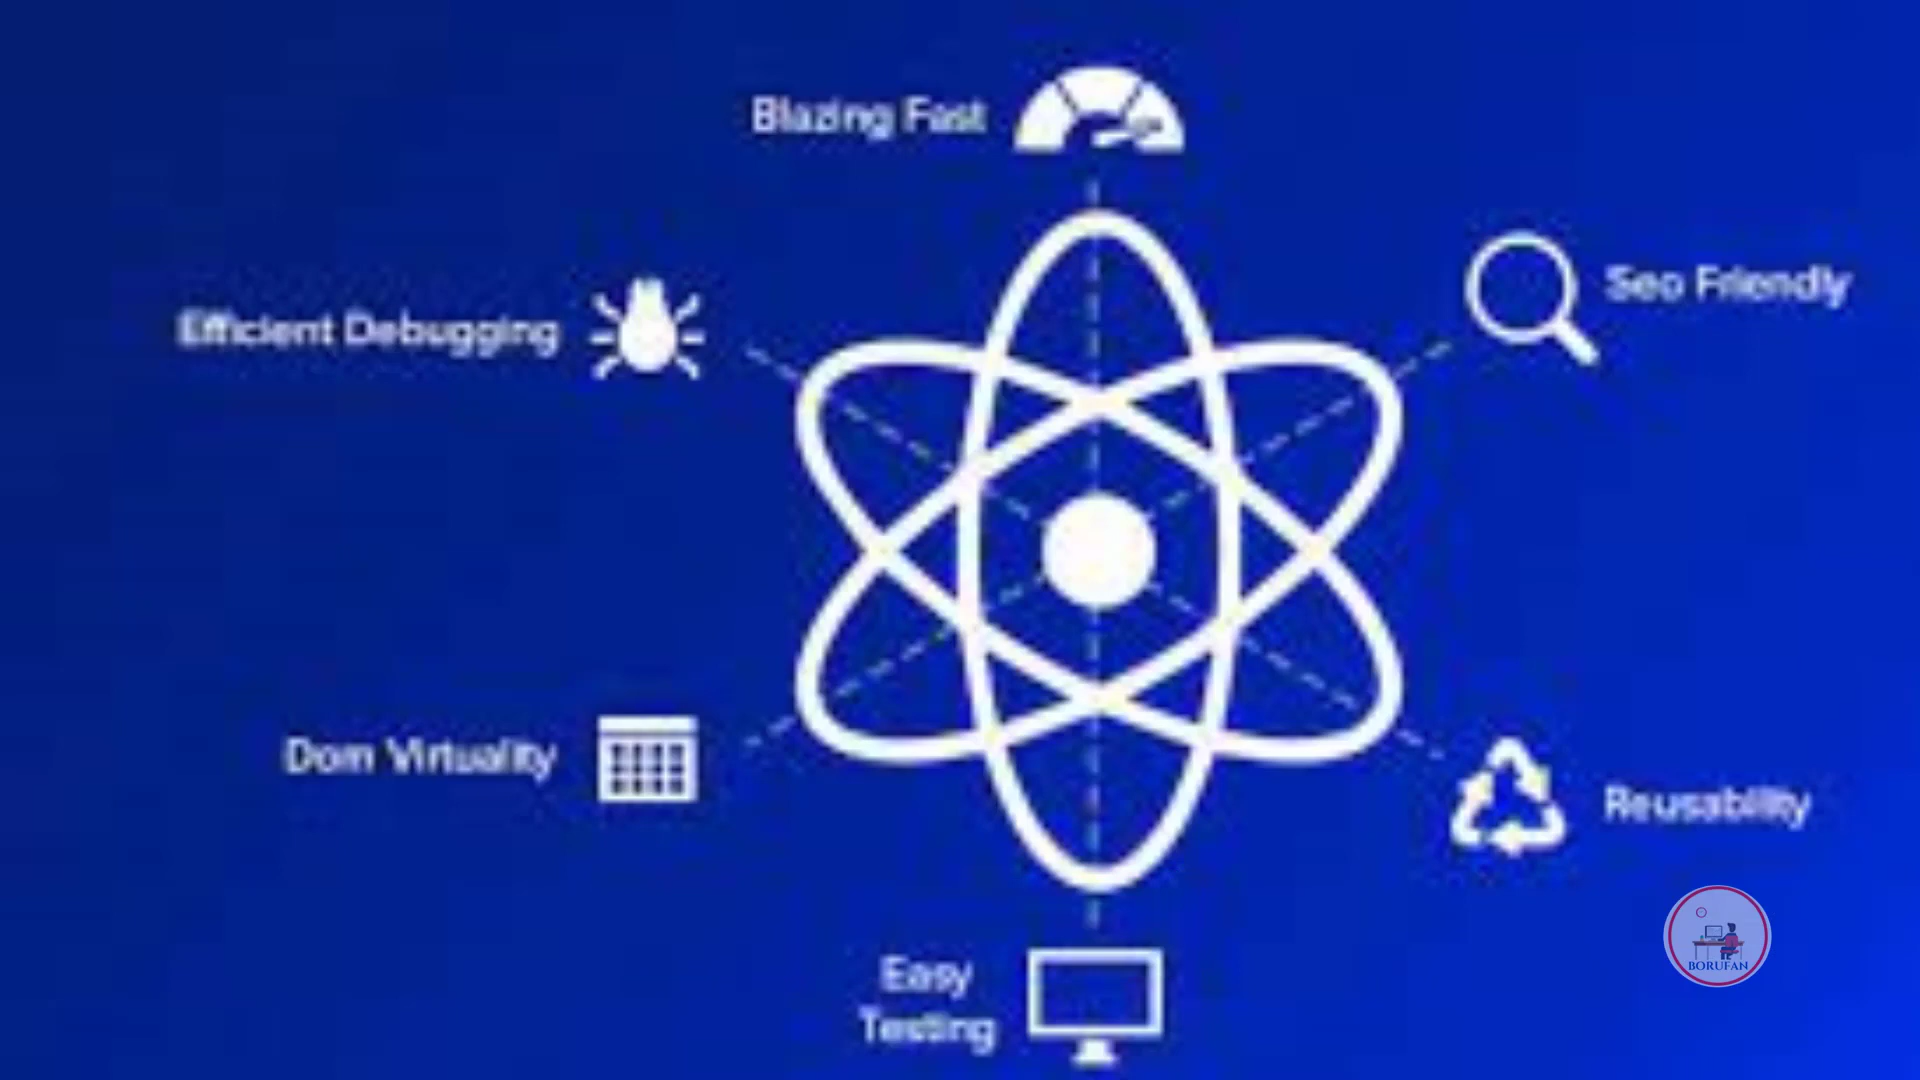 Blazing Fast
Seo Friendly
Efficient Debugging
Dom Virtuality
Reusability
BORUFAN
Easy
Testing